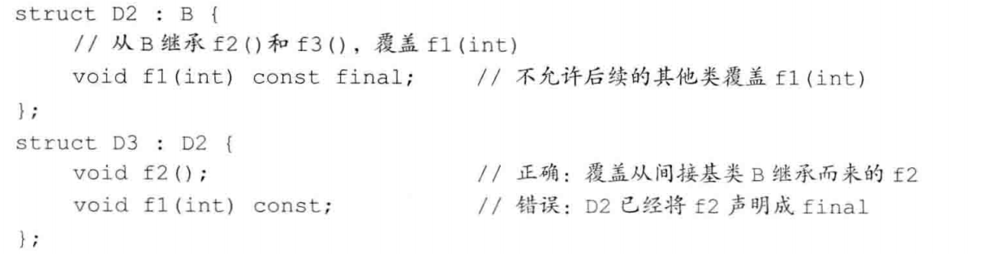 struct D2 : B {
    // 从B继承f2()和f3(), 覆盖f1(int)
    void f1(int) const final;    // 不允许后续的其他类覆盖f1(int)
};
struct D3 : D2 {
    void f2();    // 正确: 覆盖从间接基类B继承而来的f2
    void f1(int) const;    // 错误: D2已经将f2声明成final
};